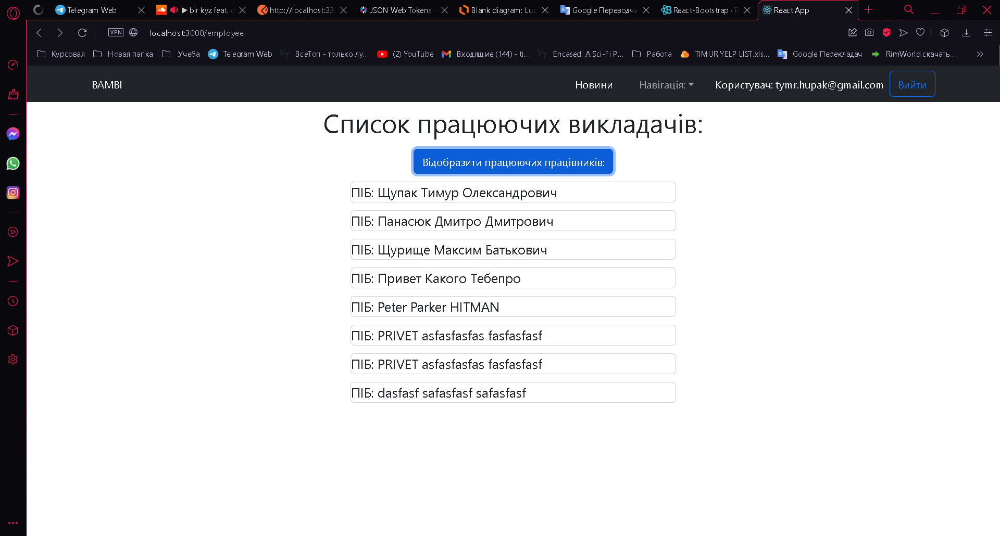 Telegram Web
bir kyz feat.
http://localhost:33
JSON Web Tokens
Blank diagram: Luc
Google Переводчи
React-Bootstrap · R
React App
VPN
localhost:3000/employee
Курсовая
Новая папка
Учеба
Telegram Web
ВсеТоп - только лу...
(2) YouTube
Входящие (144) - ti...
Encased: A Sci-Fi P...
Работа
TIMUR YELP LIST.xls...
Google Перекладач
RimWorld скачать...
BAMBI
Новини
Навігація:
Користувач: tymr.hupak@gmail.com
Вийти
Список працюючих викладачів:
Відобразити працюючих працівників:
ПІБ: Щупак Тимур Олександрович
ПІБ: Панасюк Дмитро Дмитрович
ПІБ: Щурище Максим Батькович
ПІБ: Привет Какого Тебепро
ПІБ: Peter Parker HITMAN
ПІБ: PRIVET asfasfasfas fasfasfasf
ПІБ: PRIVET asfasfasfas fasfasfasf
ПІБ: dasfasf safasfasf safasfasf